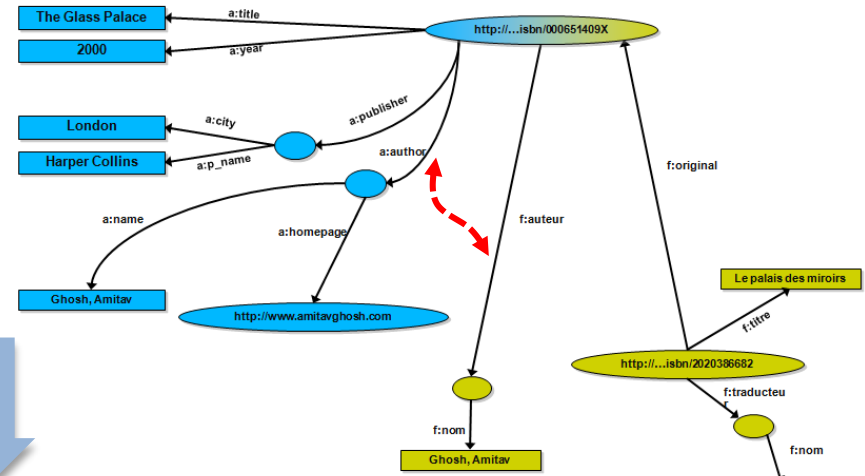 The Glass Palace
a:title
http://...isbn/000651409X
2000
a:year
London
a:city
a:publisher
Harper Collins
a:p_name
a:author
f:original
a:name
a:homepage
f:auteur
Le palais des miroirs
Ghosh, Amitav
http://www.amitavghosh.com
f:titre
http://...isbn/2020386682
f:traducteu
r
f:nom
f:nom
Ghosh, Amitav